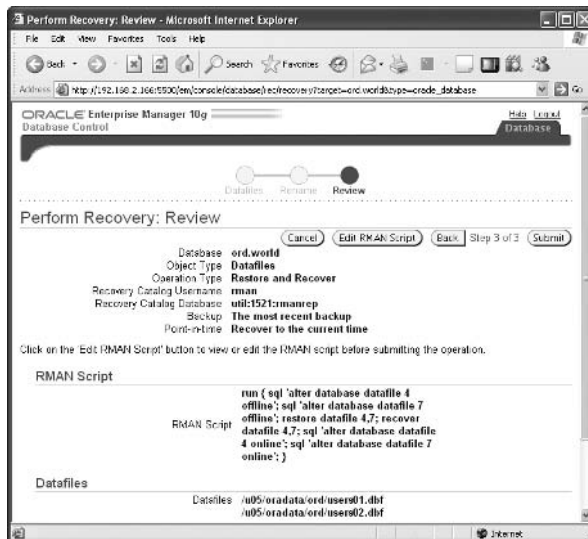 Perform Recovery: Review - Microsoft Internet Explorer
File Edit View Favorites Tools Help
Back Search Favorites
Address http://192.168.2.166:5500/em/console/database/rec/recovery?target=ord.world&type=oracle_database Go
ORACLE Enterprise Manager 10g
Help Logout
Database Control
Database
Datafiles Rename Review
Perform Recovery: Review
Cancel Edit RMAN Script Back Step 3 of 3 Submit
Database ord.world
Object Type Datafiles
Operation Type Restore and Recover
Recovery Catalog Username rman
Recovery Catalog Database util:1521:rmanrep
Backup The most recent backup
Point-in-time Recover to the current time
Click on the 'Edit RMAN Script' button to view or edit the RMAN script before submitting the operation.
RMAN Script
run { sql 'alter database datafile 4
offline'; sql 'alter database datafile 7
offline'; restore datafile 4,7; recover
RMAN Script datafile 4,7; sql 'alter database datafile
4 online'; sql 'alter database datafile 7
online'; }
Datafiles
Datafiles /u05/oradata/ord/users01.dbf
/u05/oradata/ord/users02.dbf
Internet